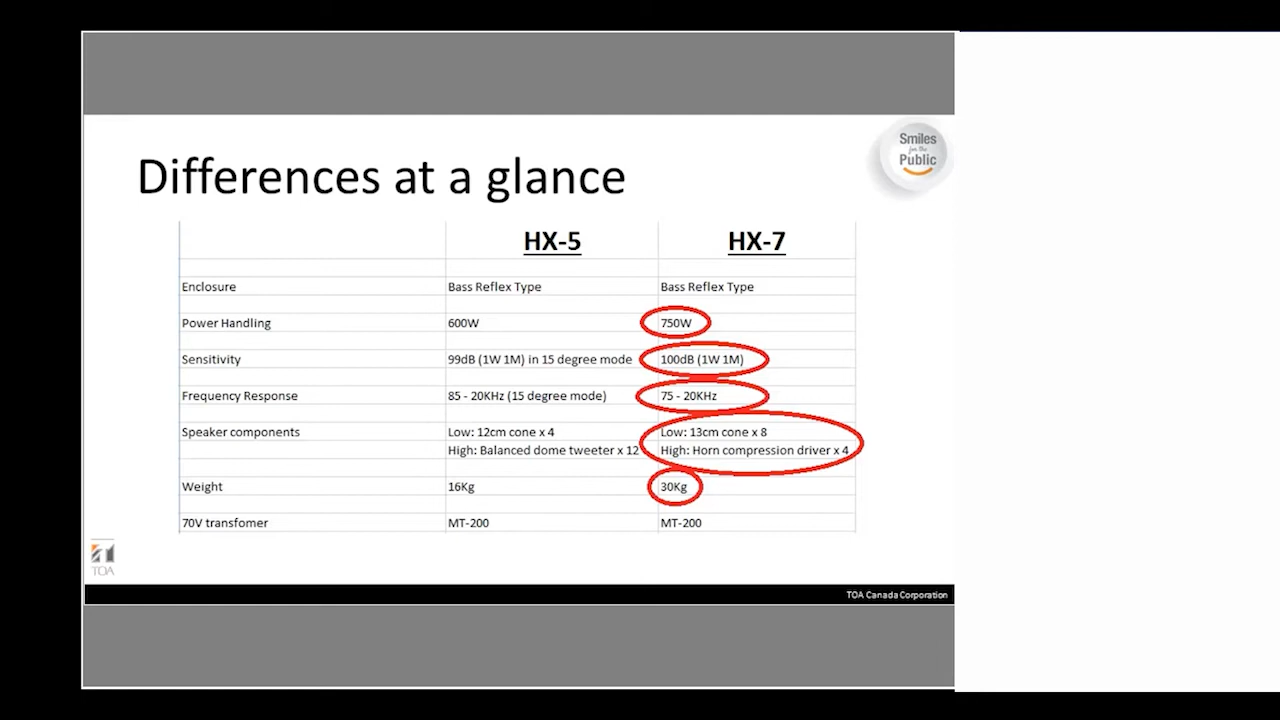 Smiles
for the
Public
Differences at a glance
HX-5 HX-7
Enclosure Bass Reflex Type Bass Reflex Type
Power Handling 600W 750W
Sensitivity 99dB (1W 1M) in 15 degree mode 100dB (1W 1M)
Frequency Response 85 - 20KHz (15 degree mode) 75 - 20KHz
Speaker components Low: 12cm cone x 4 Low: 13cm cone x 8
High: Balanced dome tweeter x 12 High: Horn compression driver x 4
Weight 16Kg 30Kg
70V transfomer MT-200 MT-200
TOA
TOA Canada Corporation